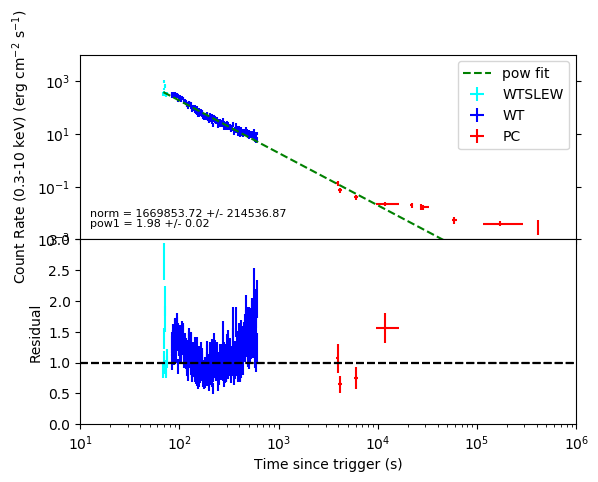 Count Rate (0.3-10 keV) (erg cm⁻² s⁻¹)
10³
10¹
10⁻¹
pow fit
WTSLEW
WT
PC
norm = 1669853.72 +/- 214536.87
pow1 = 1.98 +/- 0.02
Residual
3.0
2.5
2.0
1.5
1.0
0.5
0.0
10¹ 10² 10³ 10⁴ 10⁵ 10⁶
Time since trigger (s)